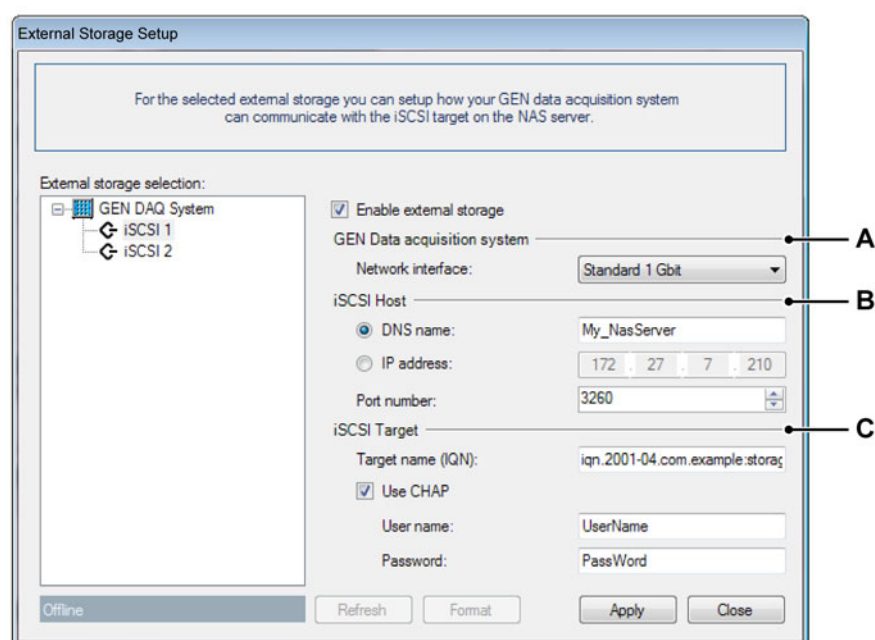 External Storage Setup
For the selected external storage you can setup how your GEN data acquisition system
can communicate with the iSCSI target on the NAS server.
External storage selection:
GEN DAQ System
iSCSI 1
iSCSI 2
Enable external storage
GEN Data acquisition system
A
Network interface:
Standard 1 Gbit
iSCSI Host
B
DNS name:
My_NasServer
IP address:
172 . 27 . 7 . 210
Port number:
3260
iSCSI Target
C
Target name (IQN):
iqn.2001-04.com.example:storag
Use CHAP
User name:
UserName
Password:
PassWord
Offline
Refresh
Format
Apply
Close